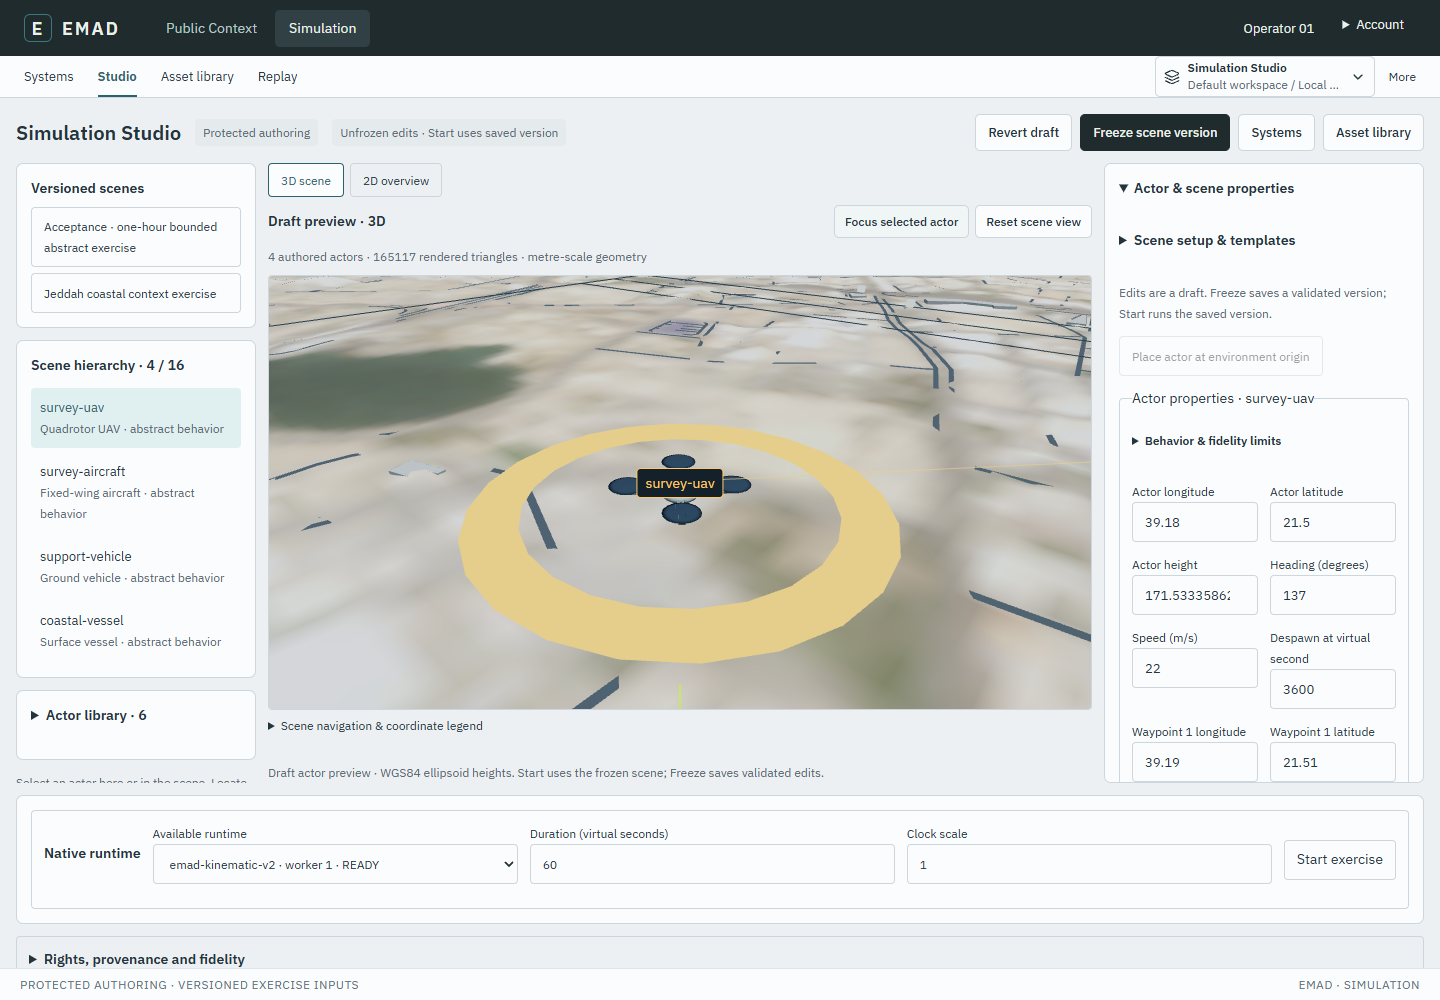 E EMAD
Public Context
Simulation
Operator 01
Account
Systems
Studio
Asset library
Replay
Simulation Studio
Default workspace / Local ...
More
Simulation Studio
Protected authoring
Unfrozen edits · Start uses saved version
Revert draft
Freeze scene version
Systems
Asset library
Versioned scenes
Acceptance · one-hour bounded
abstract exercise
Jeddah coastal context exercise
Scene hierarchy · 4 / 16
survey-uav
Quadrotor UAV · abstract behavior
survey-aircraft
Fixed-wing aircraft · abstract
behavior
support-vehicle
Ground vehicle · abstract behavior
coastal-vessel
Surface vessel · abstract behavior
Actor library · 6
Select an actor here or in the scene. Locate
3D scene
2D overview
Draft preview · 3D
Focus selected actor
Reset scene view
4 authored actors · 165117 rendered triangles · metre-scale geometry
survey-uav
Scene navigation & coordinate legend
Draft actor preview · WGS84 ellipsoid heights. Start uses the frozen scene; Freeze saves validated edits.
Actor & scene properties
Scene setup & templates
Edits are a draft. Freeze saves a validated version;
Start runs the saved version.
Place actor at environment origin
Actor properties · survey-uav
Behavior & fidelity limits
Actor longitude
Actor latitude
39.18
21.5
Actor height
Heading (degrees)
171.53335862
137
Speed (m/s)
Despawn at virtual
second
22
3600
Waypoint 1 longitude
Waypoint 1 latitude
39.19
21.51
Native runtime
Available runtime
emad-kinematic-v2 · worker 1 · READY
Duration (virtual seconds)
60
Clock scale
1
Start exercise
Rights, provenance and fidelity
PROTECTED AUTHORING · VERSIONED EXERCISE INPUTS
EMAD · SIMULATION